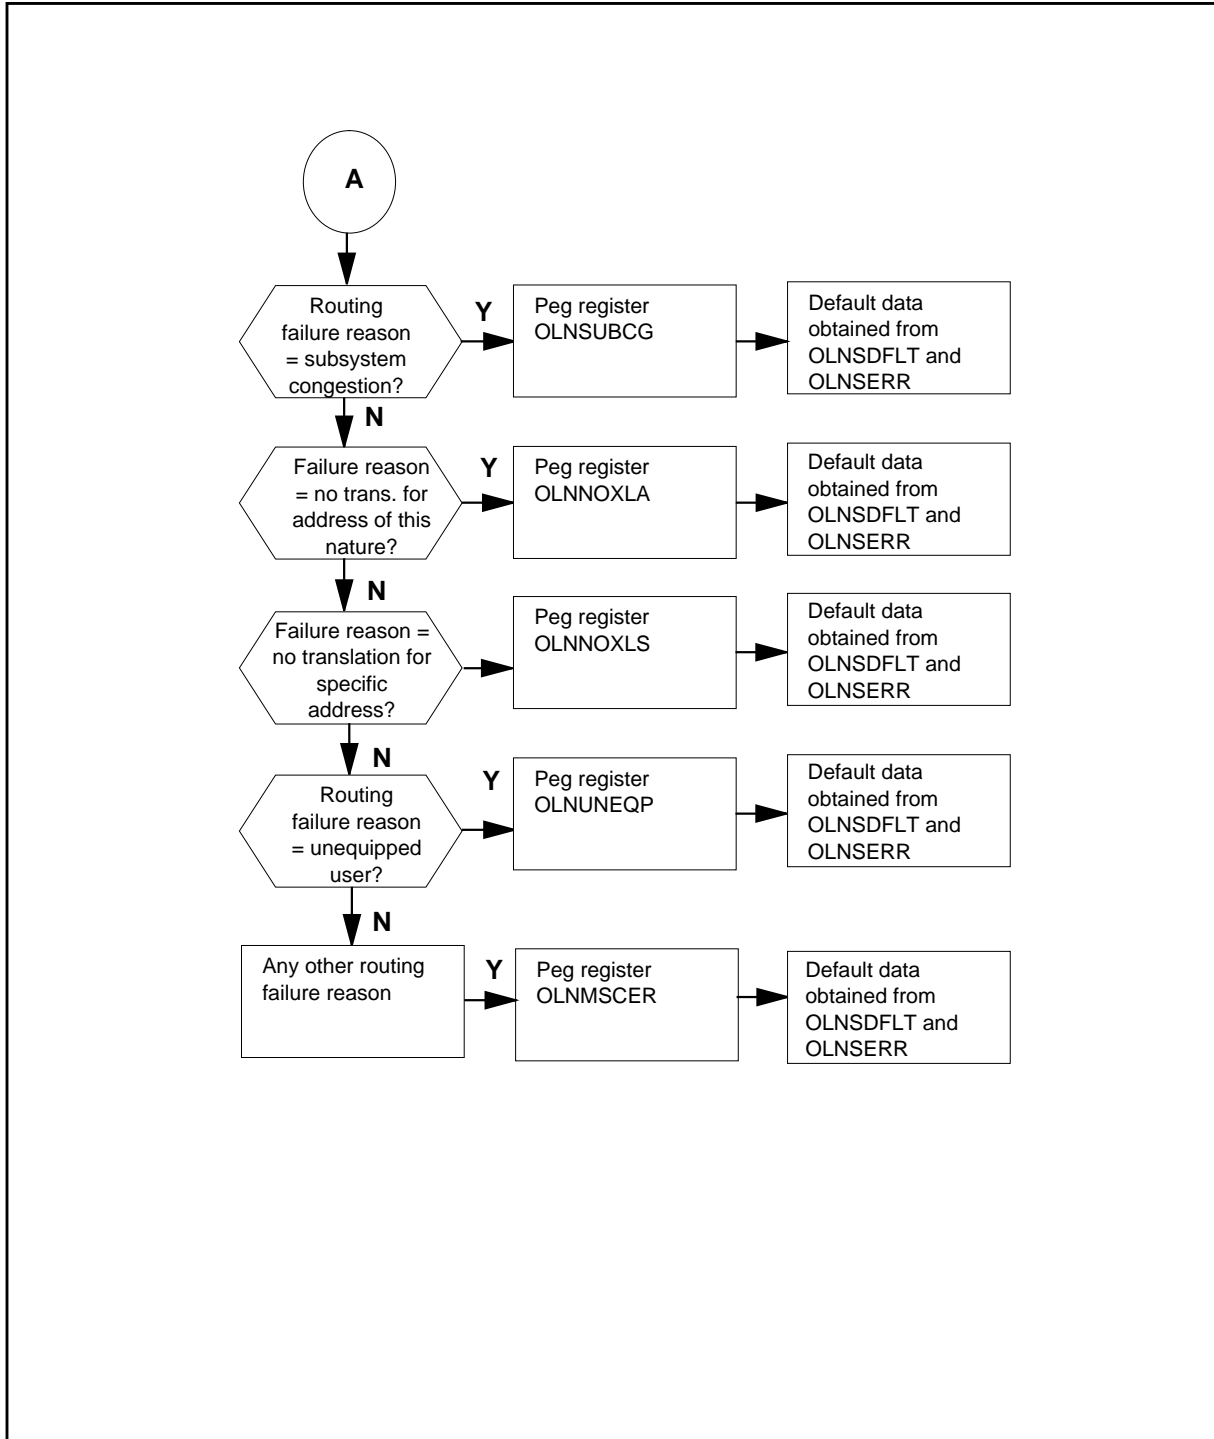 A
Routing
failure reason
= subsystem
congestion?
Y
Peg register
OLNSUBCG
Default data
obtained from
OLNSDFLT and
OLNSERR
N
Failure reason
= no trans. for
address of this
nature?
Y
Peg register
OLNNOXLA
Default data
obtained from
OLNSDFLT and
OLNSERR
N
Failure reason =
no translation for
specific
address?
Peg register
OLNNOXLS
Default data
obtained from
OLNSDFLT and
OLNSERR
N
Routing
failure reason
= unequipped
user?
Y
Peg register
OLNUNEQP
Default data
obtained from
OLNSDFLT and
OLNSERR
N
Any other routing
failure reason
Y
Peg register
OLNMSCER
Default data
obtained from
OLNSDFLT and
OLNSERR